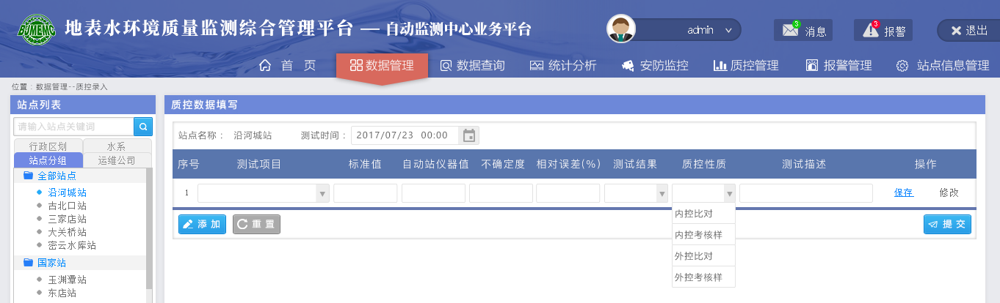 BJMEMC 地表水环境质量监测综合管理平台 — 自动监测中心业务平台
admin 3 消息 3 报警 退出
首 页 数据管理 数据查询 统计分析 安防监控 质控管理 报警管理 站点信息管理
位置：数据管理--质控录入
站点列表
请输入站点关键词
行政区划 水系
站点分组 运维公司
全部站点
沿河城站
古北口站
三家店站
大关桥站
密云水库站
国家站
玉渊潭站
东店站
质控数据填写
站点名称： 沿河城站 测试时间： 2017/07/23 00:00
序号 测试项目 标准值 自动站仪器值 不确定度 相对误差(%) 测试结果 质控性质 测试描述 操作
1 保存 修改
内控比对
内控考核样
外控比对
外控考核样
添 加 重 置 提 交